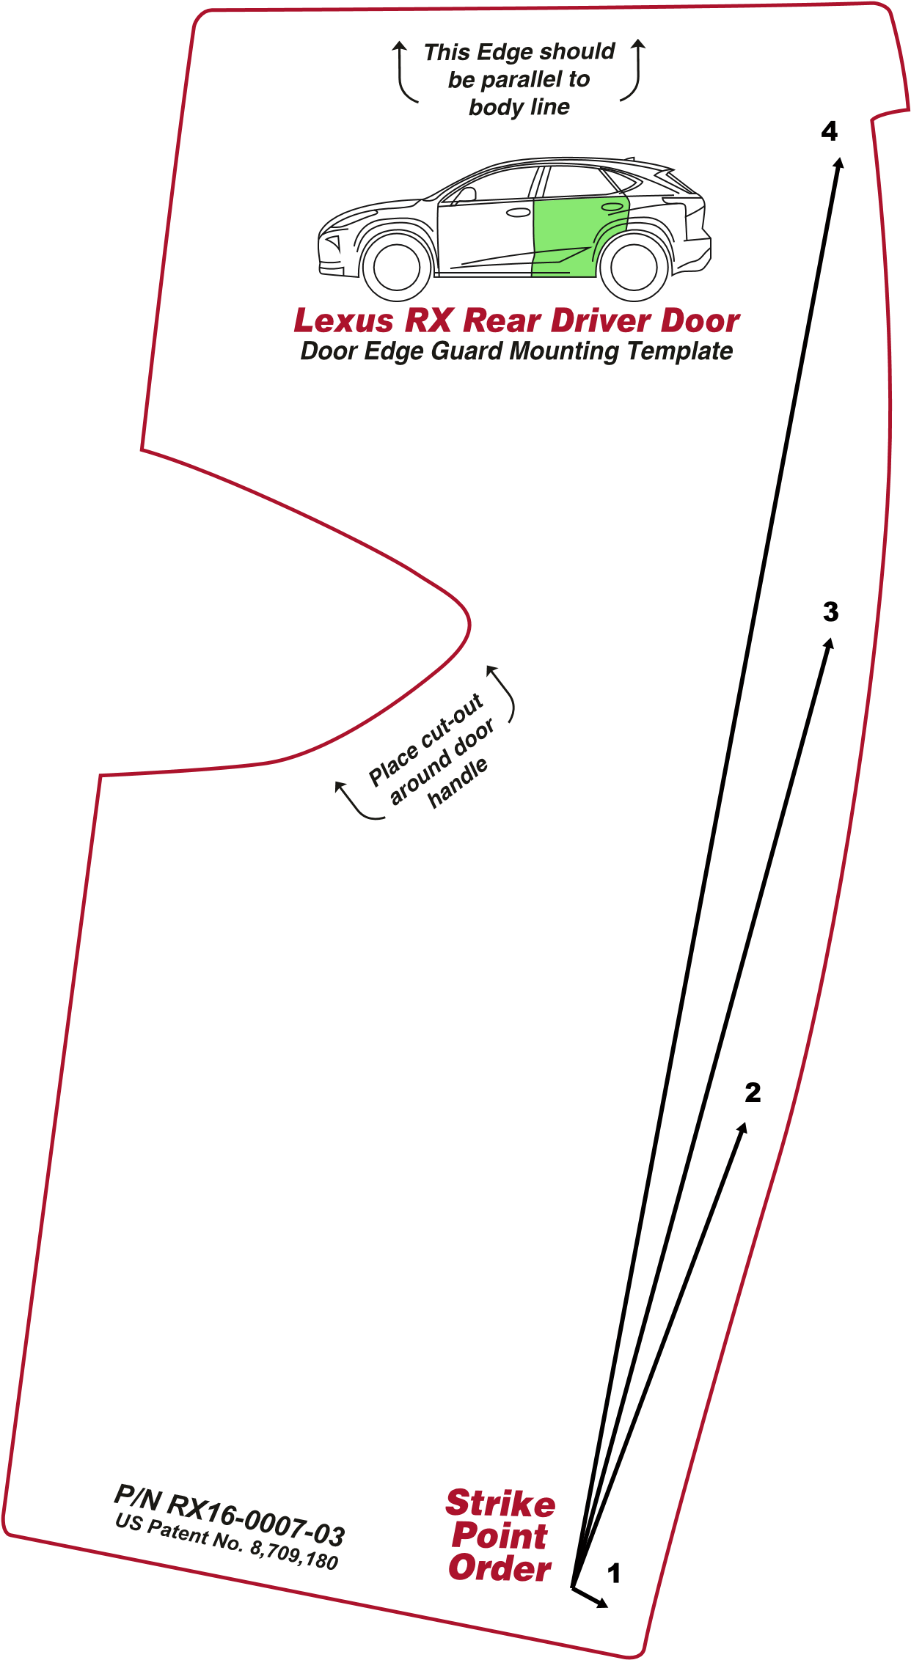 This Edge should
be parallel to
body line
4
Lexus RX Rear Driver Door
Door Edge Guard Mounting Template
3
Place cut-out
around door
handle
2
P/N RX16-0007-03
US Patent No. 8,709,180
Strike
Point
Order
1